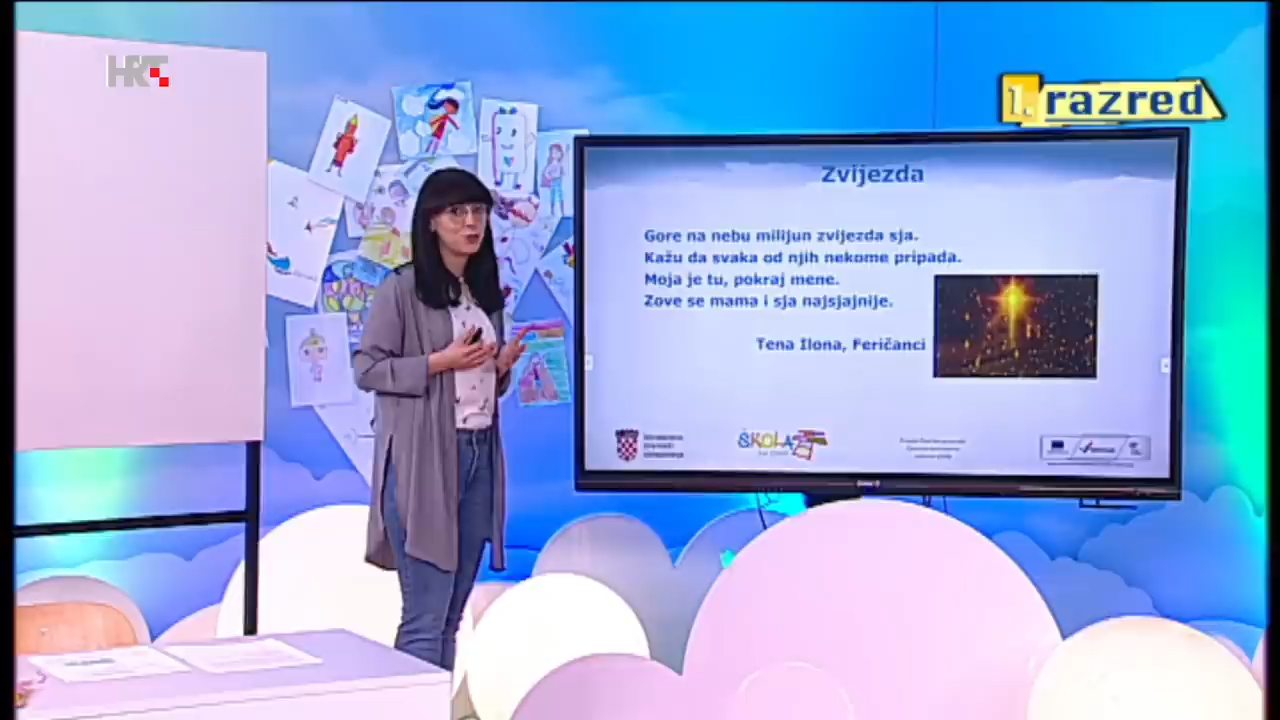 HRT
1. razred
Zvijezda
Gore na nebu milijun zvijezda sja.
Kažu da svaka od njih nekome pripada.
Moja je tu, pokraj mene.
Zove se mama i sja najsjajnije.
Tena Ilona, Feričanci
ŠKOLA